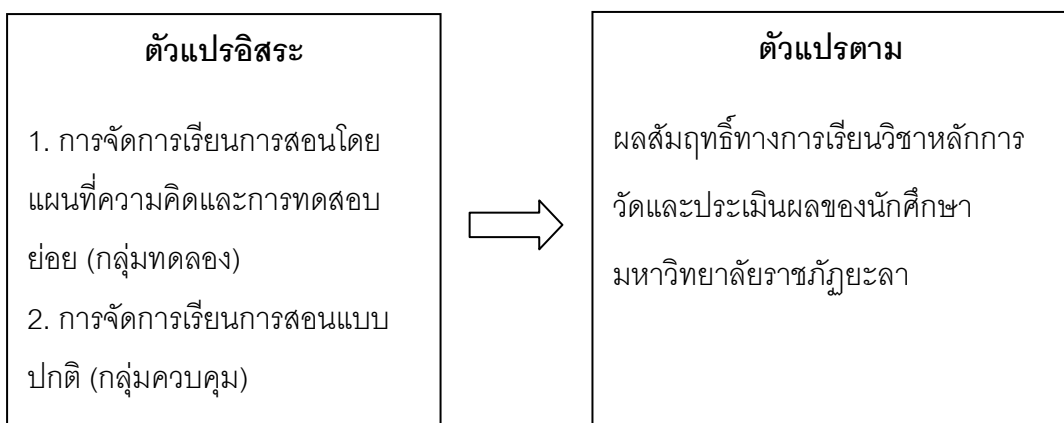 ตัวแปรอิสระ
1. การจัดการเรียนการสอนโดย
แผนที่ความคิดและการทดสอบ
ย่อย (กลุ่มทดลอง)
2. การจัดการเรียนการสอนแบบ
ปกติ (กลุ่มควบคุม)
ตัวแปรตาม
ผลสัมฤทธิ์ทางการเรียนวิชาหลักการ
วัดและประเมินผลของนักศึกษา
มหาวิทยาลัยราชภัฏยะลา